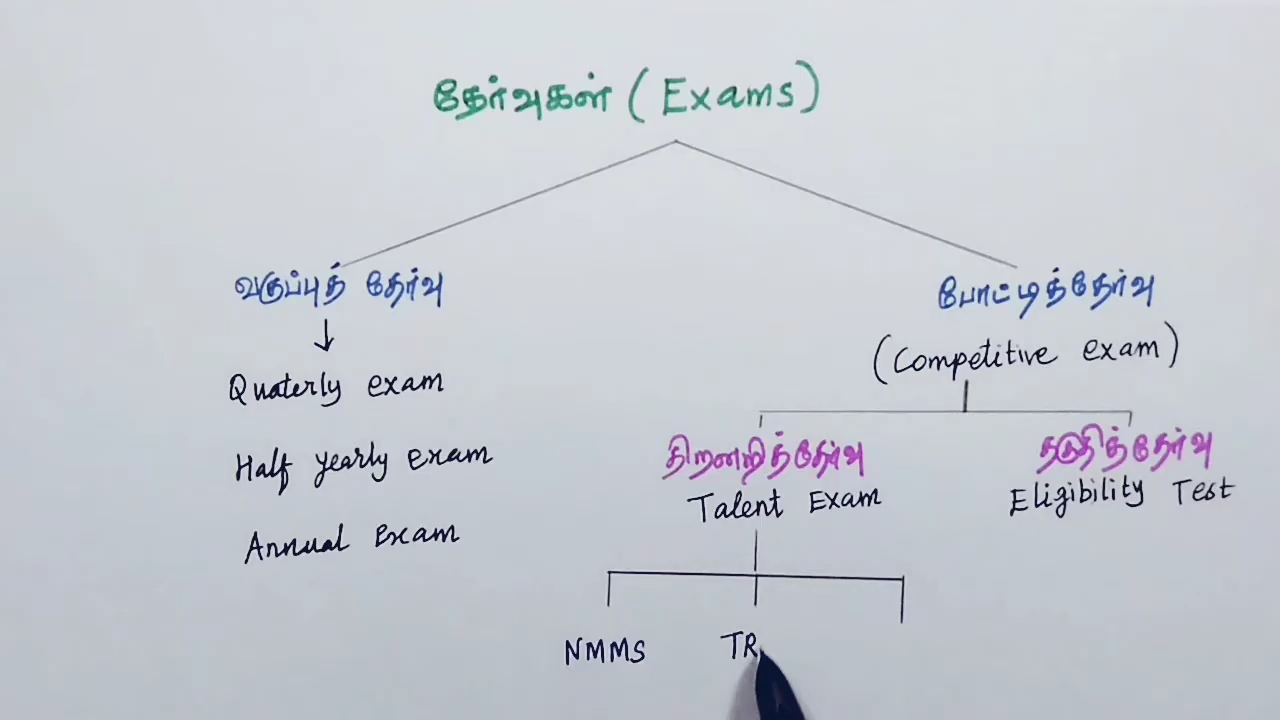 தேர்வுகள் (Exams)
வகுப்புத் தேர்வு
Quaterly exam
Half yearly exam
Annual Exam
போட்டித்தேர்வு
(Competitive exam)
திறனறித்தேர்வு
Talent Exam
தகுதித்தேர்வு
Eligibility Test
NMMS
TR